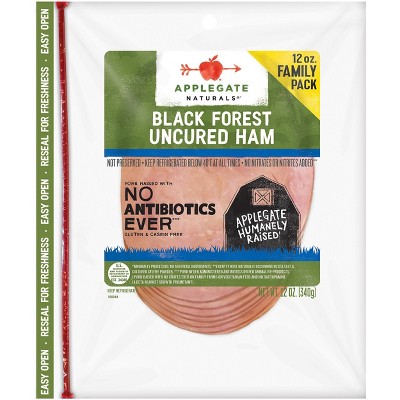 EASY OPEN · RESEAL FOR FRESHNESS · EASY OPEN · RESEAL FOR FRESHNESS · EASY OPEN
APPLEGATE
NATURALS®
12 oz.
FAMILY
PACK
BLACK FOREST
UNCURED HAM
NOT PRESERVED • KEEP REFRIGERATED BELOW 40°F AT ALL TIMES • NO NITRATES OR NITRITES ADDED
PORK RAISED WITH
NO
ANTIBIOTICS
EVER
GLUTEN & CASEIN FREE
APPLEGATE
HUMANELY
RAISED
KEEP REFRIGERATED
NET WT. 12 OZ. (340g)